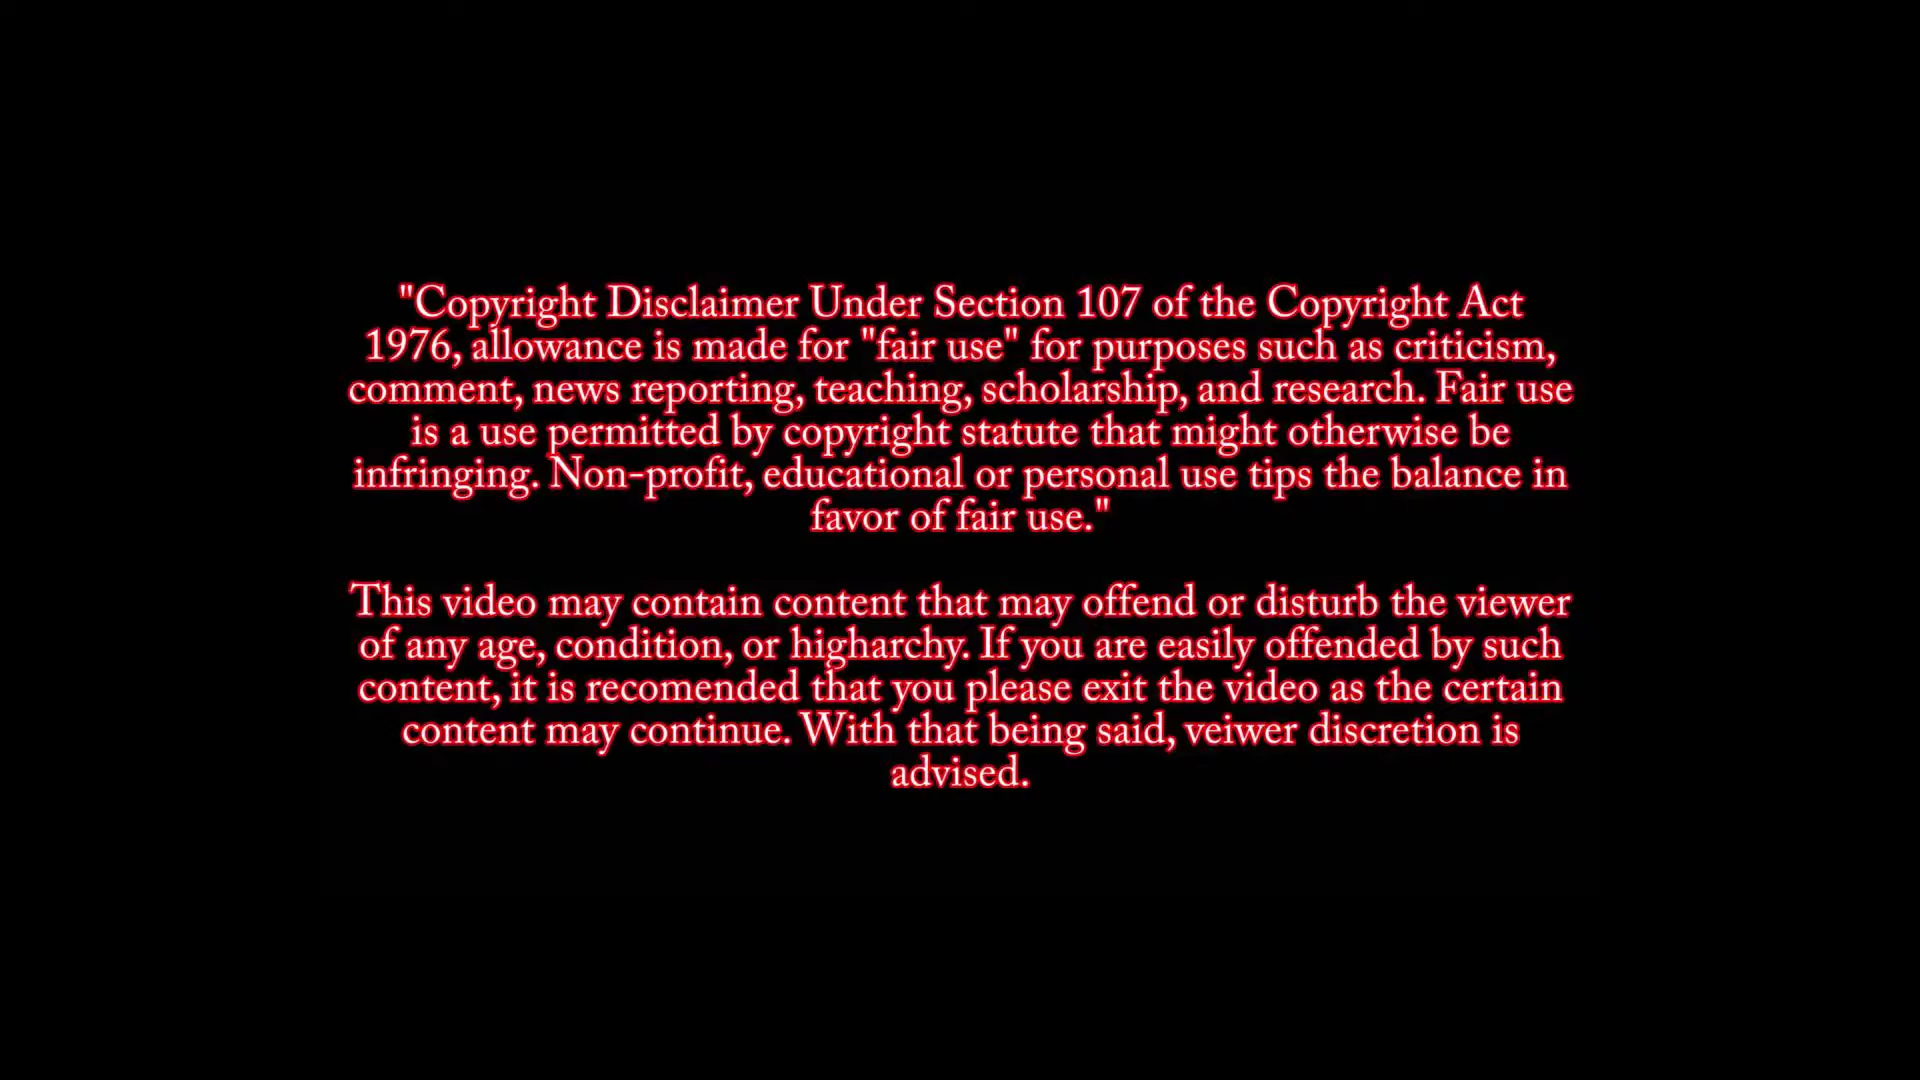 "Copyright Disclaimer Under Section 107 of the Copyright Act
1976, allowance is made for "fair use" for purposes such as criticism,
comment, news reporting, teaching, scholarship, and research. Fair use
is a use permitted by copyright statute that might otherwise be
infringing. Non-profit, educational or personal use tips the balance in
favor of fair use."
This video may contain content that may offend or disturb the viewer
of any age, condition, or higharchy. If you are easily offended by such
content, it is recomended that you please exit the video as the certain
content may continue. With that being said, veiwer discretion is
advised.